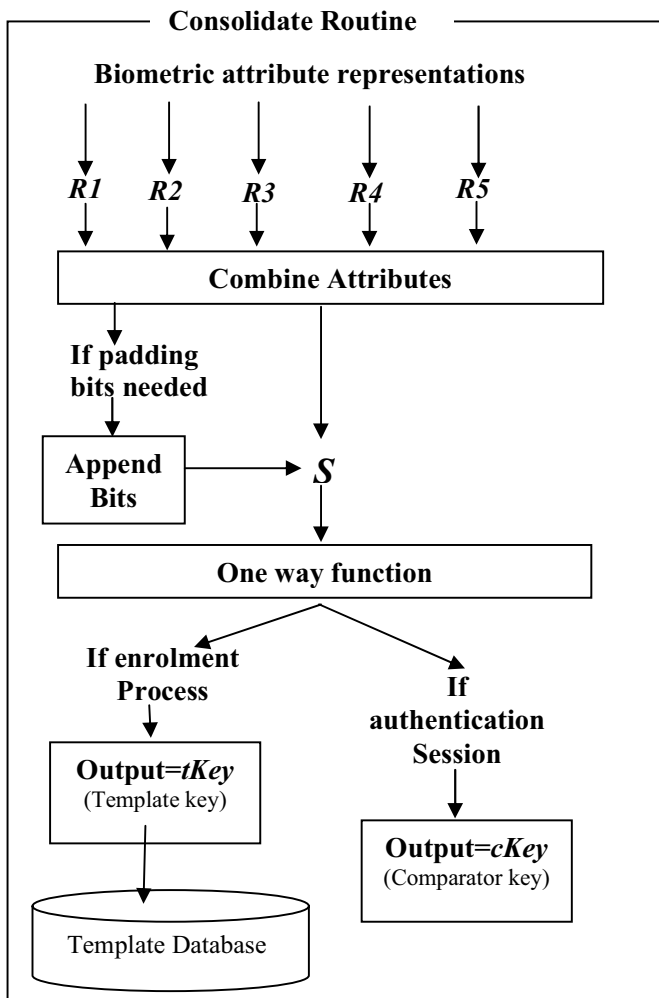 Consolidate Routine
Biometric attribute representations
R1 R2 R3 R4 R5
Combine Attributes
If padding
bits needed
Append
Bits
S
One way function
If enrolment
Process
If
authentication
Session
Output=tKey
(Template key)
Output=cKey
(Comparator key)
Template Database